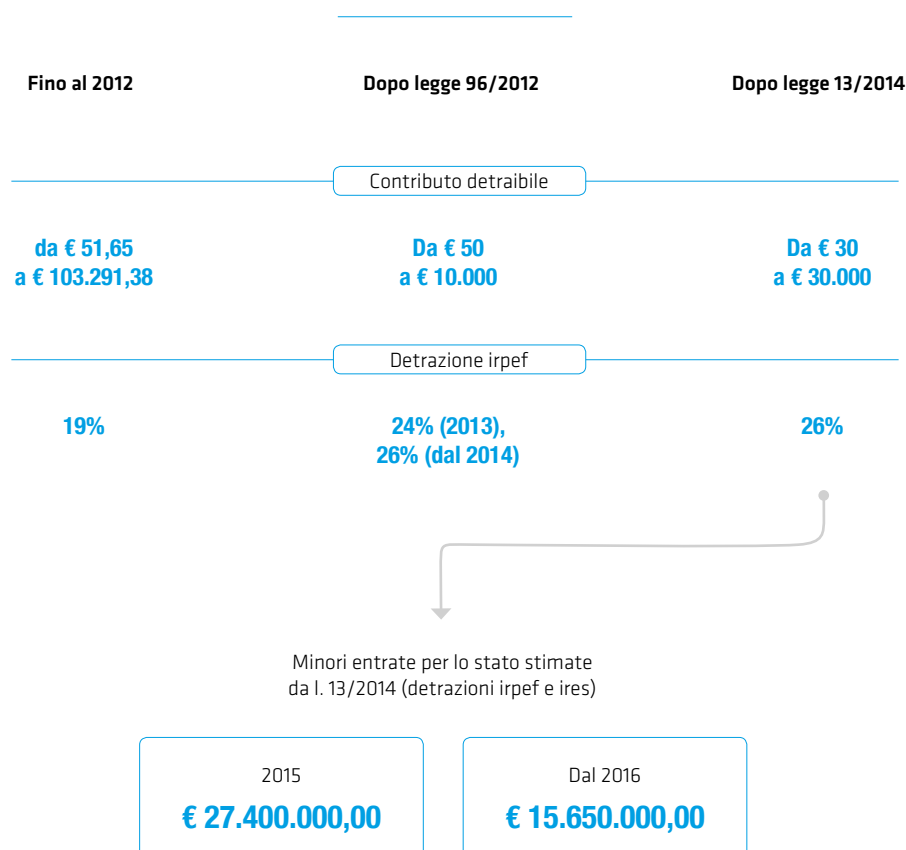 Fino al 2012
Dopo legge 96/2012
Dopo legge 13/2014
Contributo detraibile
da € 51,65
a € 103.291,38
Da € 50
a € 10.000
Da € 30
a € 30.000
Detrazione irpef
19%
24% (2013),
26% (dal 2014)
26%
Minori entrate per lo stato stimate
da l. 13/2014 (detrazioni irpef e ires)
2015
€ 27.400.000,00
Dal 2016
€ 15.650.000,00